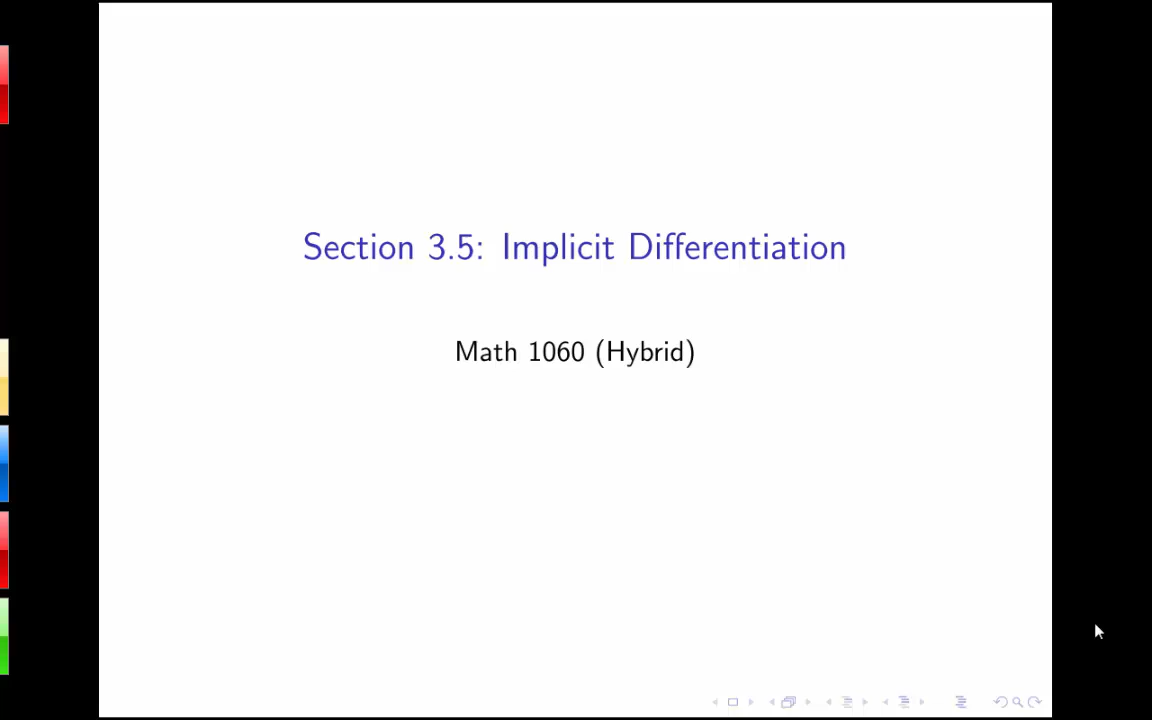 Section 3.5: Implicit Differentiation
Math 1060 (Hybrid)